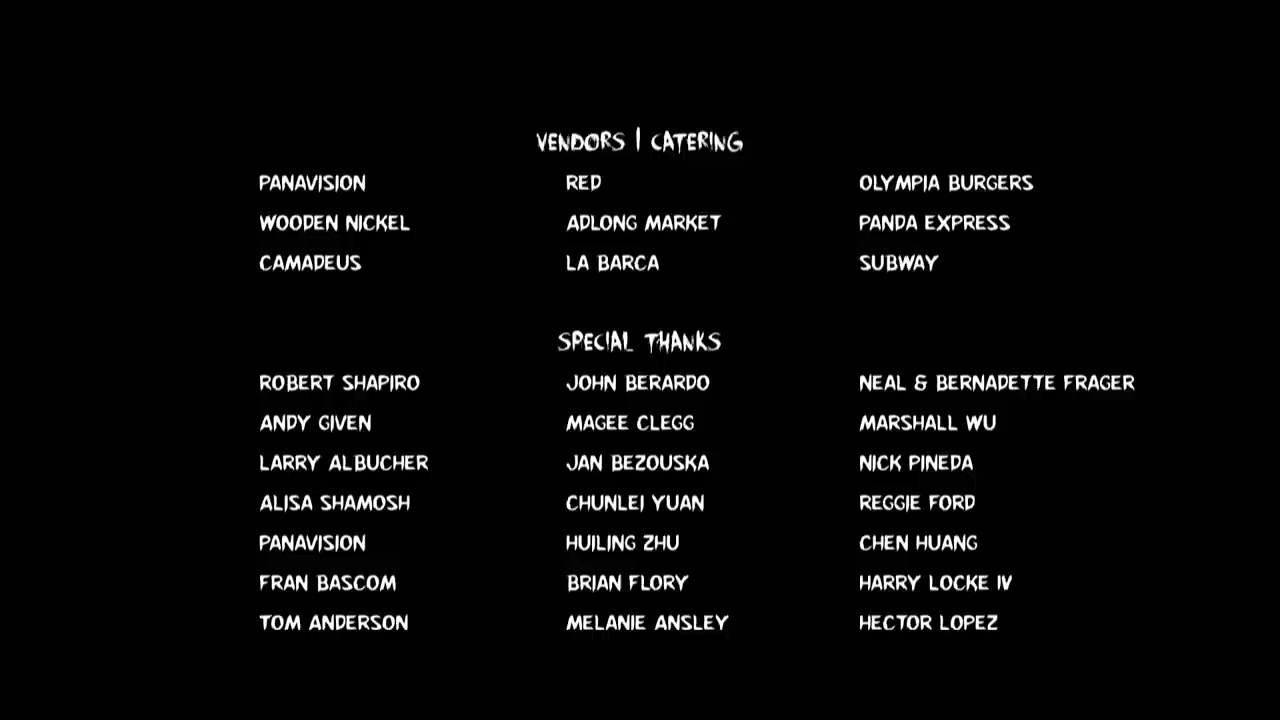 VENDORS | CATERING
PANAVISION RED OLYMPIA BURGERS
WOODEN NICKEL ADLONG MARKET PANDA EXPRESS
CAMADEUS LA BARCA SUBWAY
SPECIAL THANKS
ROBERT SHAPIRO JOHN BERARDO NEAL & BERNADETTE FRAGER
ANDY GIVEN MAGEE CLEGG MARSHALL WU
LARRY ALBUCHER JAN BEZOUSKA NICK PINEDA
ALISA SHAMOSH CHUNLEI YUAN REGGIE FORD
PANAVISION HUILING ZHU CHEN HUANG
FRAN BASCOM BRIAN FLORY HARRY LOCKE IV
TOM ANDERSON MELANIE ANSLEY HECTOR LOPEZ